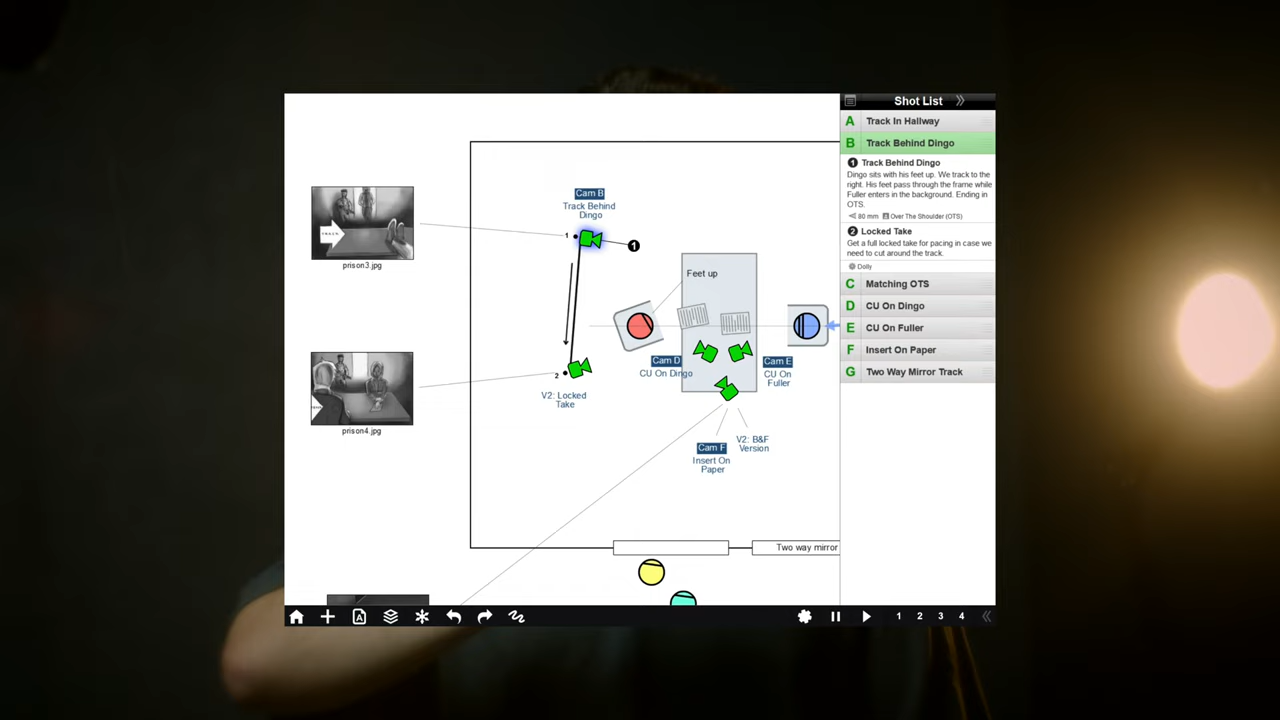 Shot List
A Track In Hallway
B Track Behind Dingo
1 Track Behind Dingo
Dingo sits with his feet up. We track to the
right. His feet pass through the frame while
Fuller enters in the background. Ending in
OTS.
80 mm Over The Shoulder (OTS)
2 Locked Take
Get a full locked take for pacing in case we
need to cut around the track.
Dolly
C Matching OTS
D CU On Dingo
E CU On Fuller
F Insert On Paper
G Two Way Mirror Track
Cam B
Track Behind
Dingo
1
1
prison3.jpg
Feet up
Cam D
CU On Dingo
Cam E
CU On
Fuller
2
V2: Locked
Take
prison4.jpg
Cam F
Insert On
Paper
V2: B&F
Version
Two way mirror
A
1 2 3 4